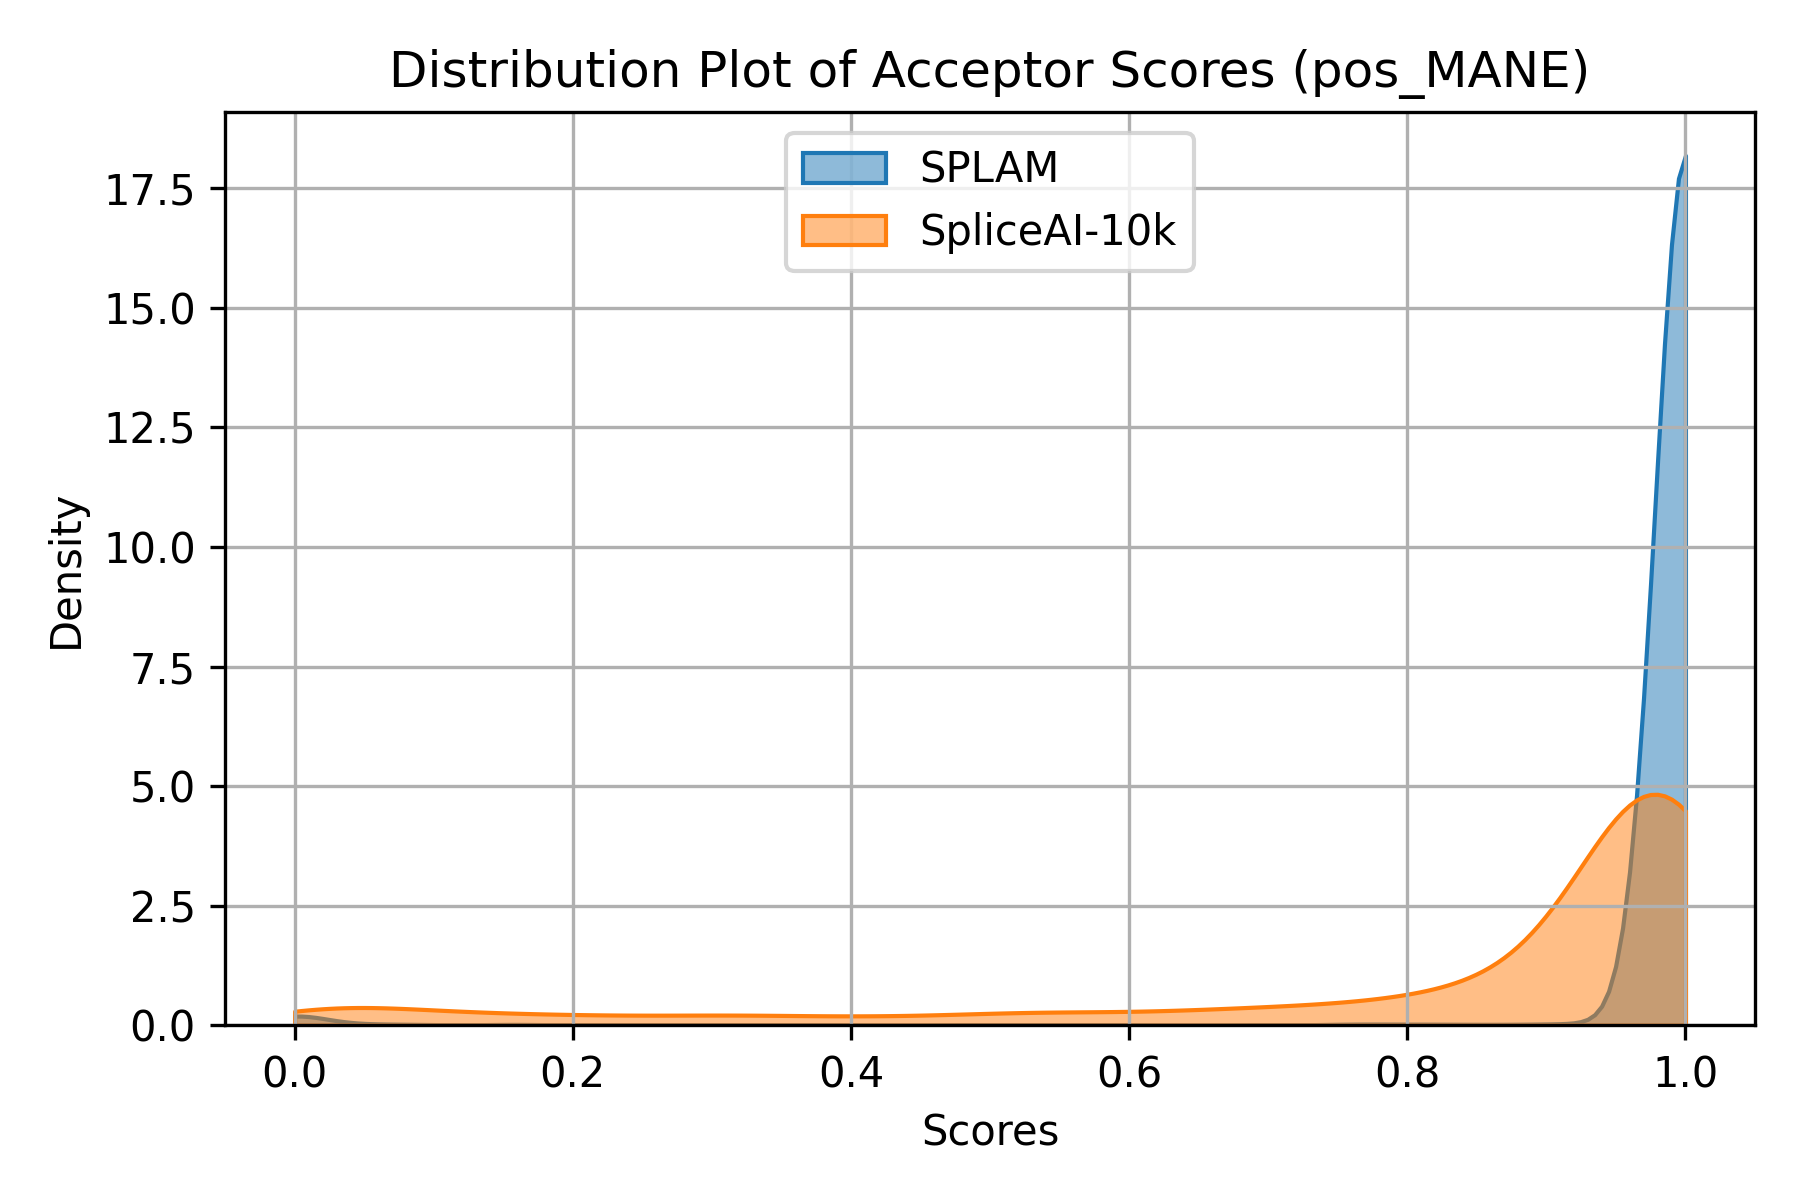 Distribution Plot of Acceptor Scores (pos_MANE)
SPLAM
SpliceAI-10k
17.5
15.0
12.5
10.0
7.5
5.0
2.5
0.0
Density
0.0 0.2 0.4 0.6 0.8 1.0
Scores